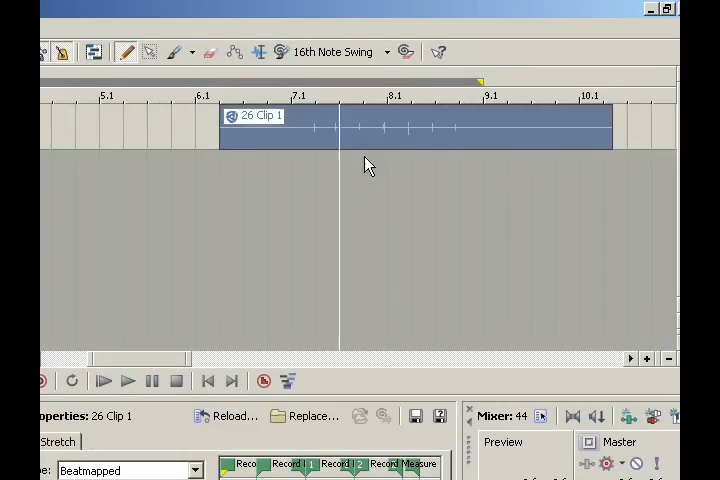 16th Note Swing
5.1 6.1 7.1 8.1 9.1 10.1
26 Clip 1
roperties: 26 Clip 1 Reload... Replace... Mixer: 44
Stretch Preview Master
e: Beatmapped Reco Record I 1 Record 2 Record Measure